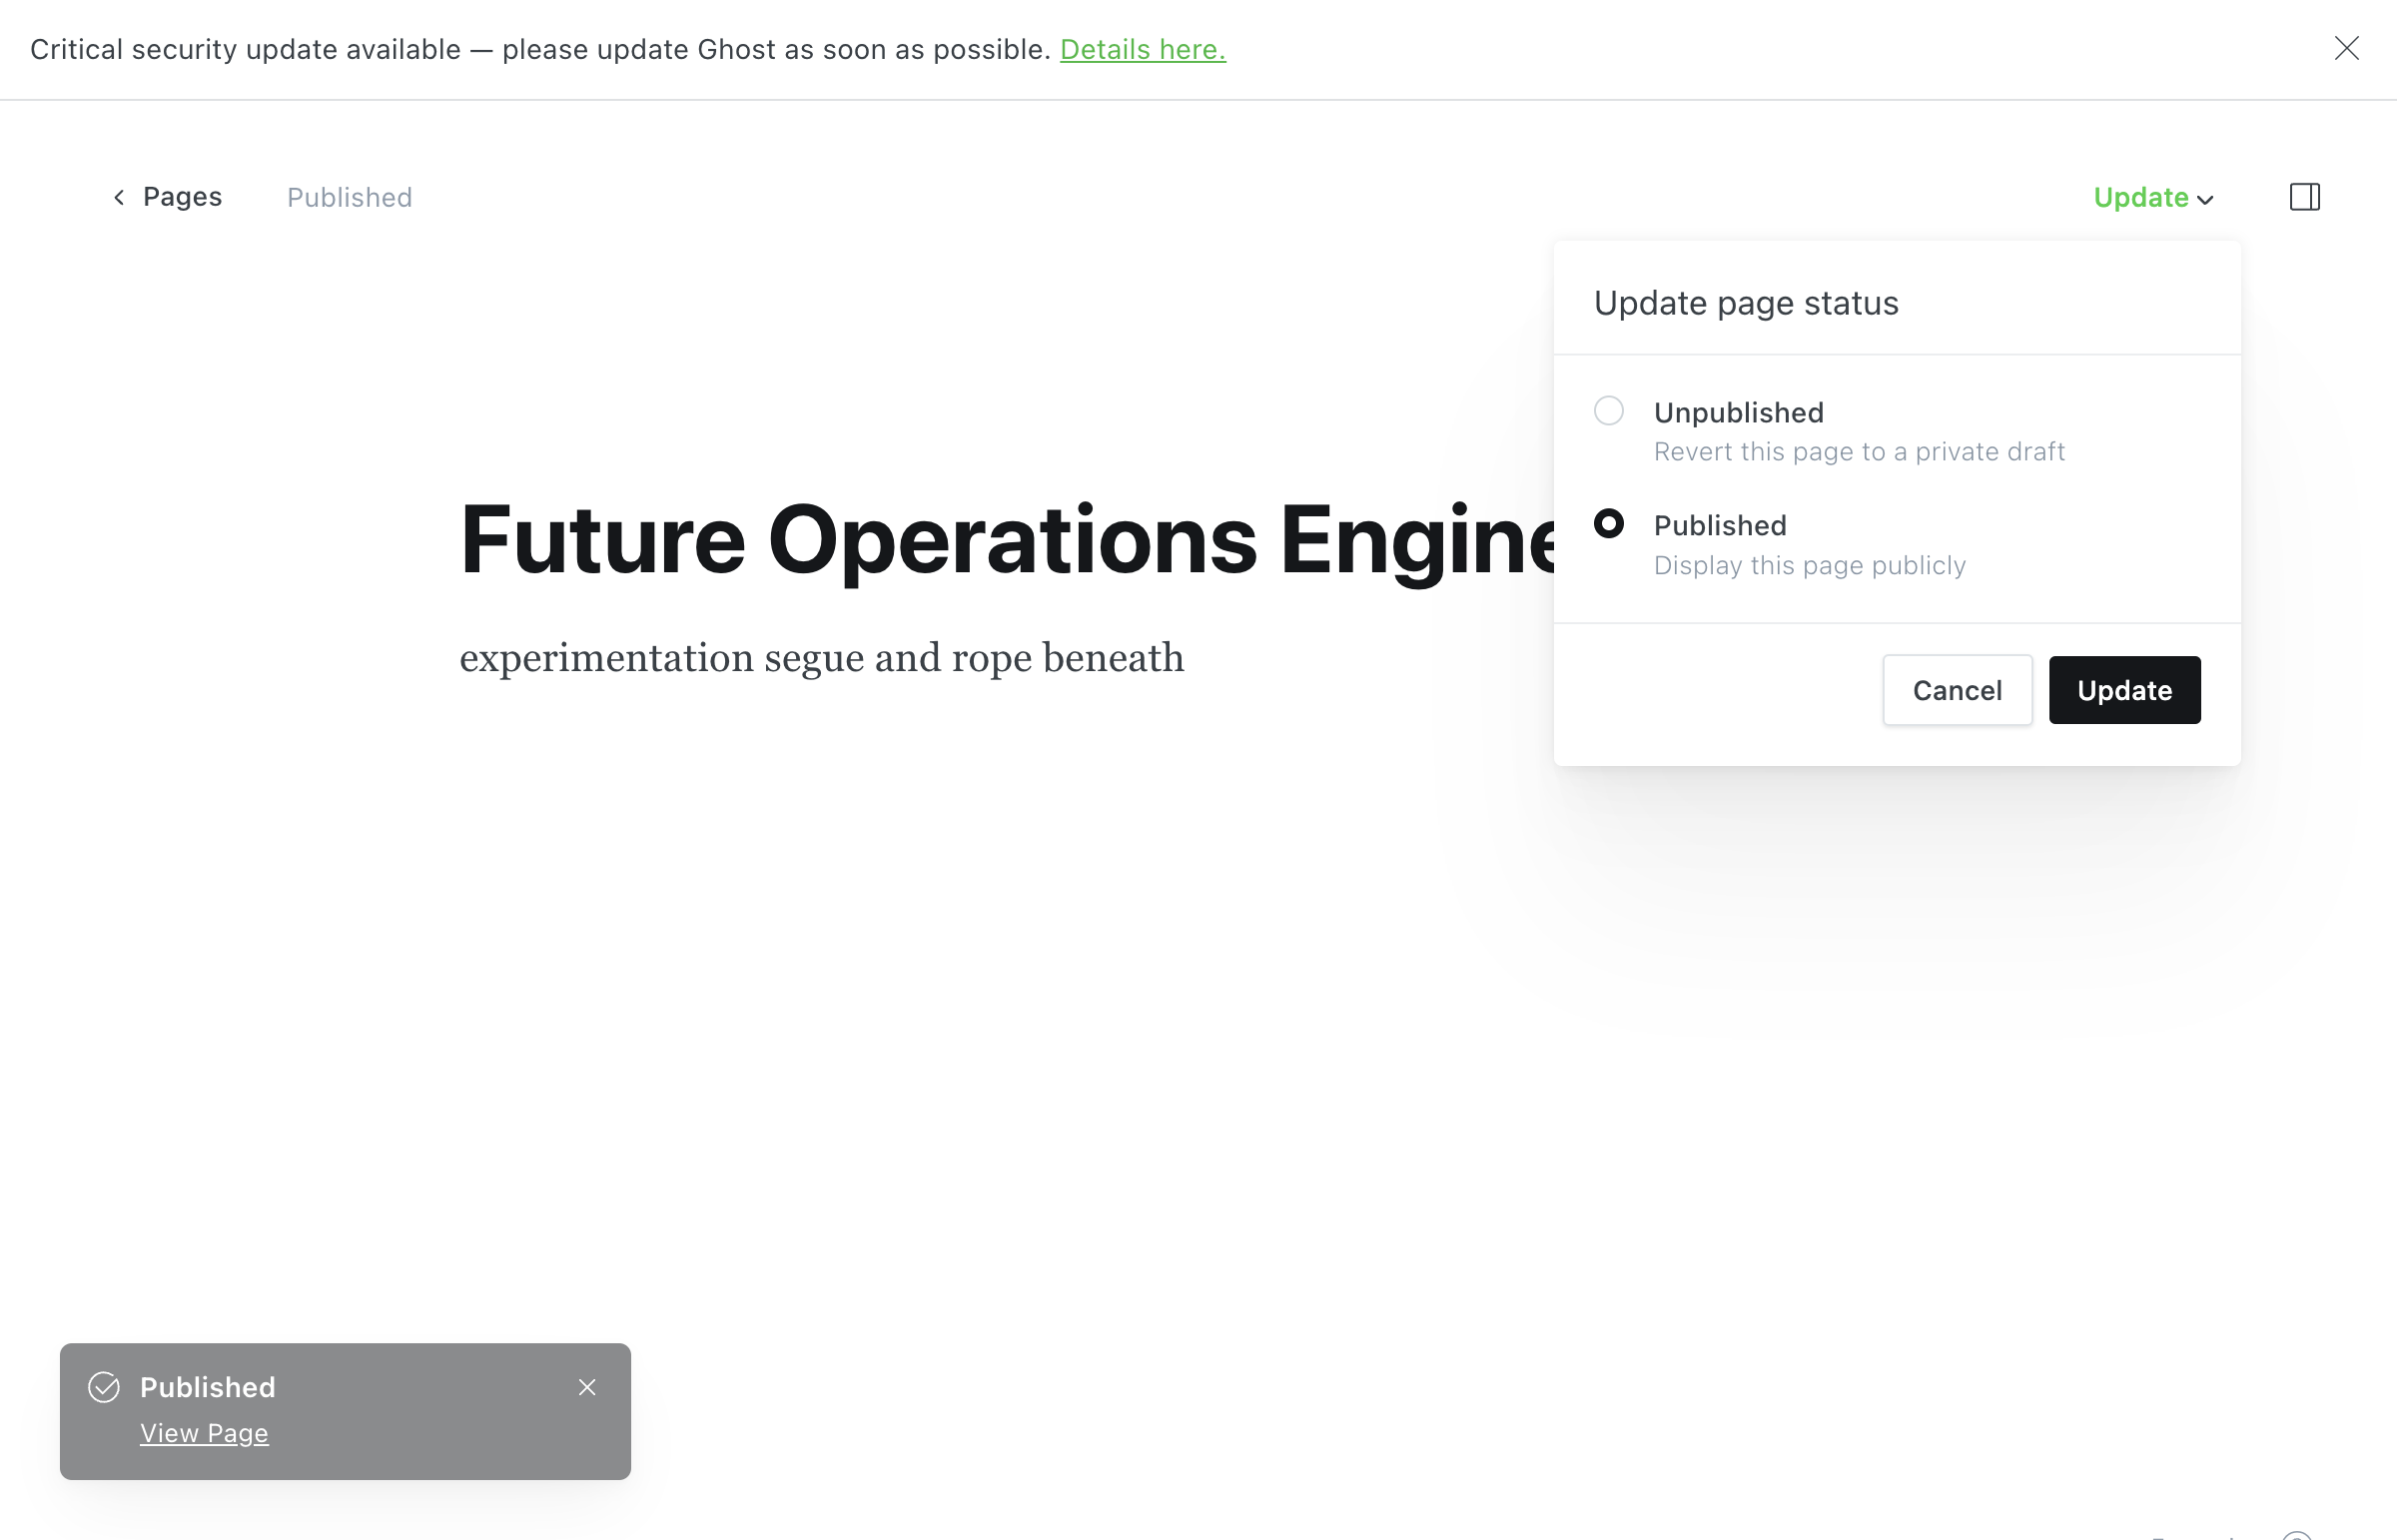 Critical security update available — please update Ghost as soon as possible. Details here.
Pages
Published
Update
Update page status
Unpublished
Revert this page to a private draft
Published
Display this page publicly
Cancel
Update
Future Operations Engine
experimentation segue and rope beneath
Published
View Page